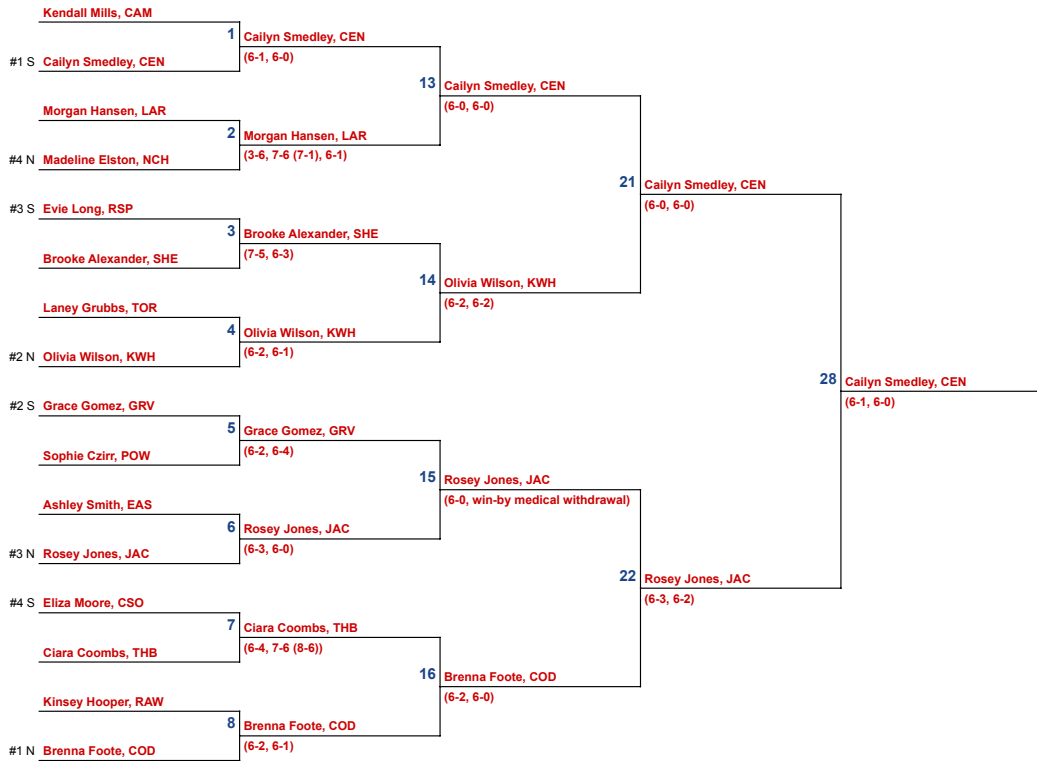 Kendall Mills, CAM
1
Cailyn Smedley, CEN
#1 S Cailyn Smedley, CEN
(6-1, 6-0)
13
Cailyn Smedley, CEN
(6-0, 6-0)
Morgan Hansen, LAR
2
Morgan Hansen, LAR
#4 N Madeline Elston, NCH
(3-6, 7-6 (7-1), 6-1)
21
Cailyn Smedley, CEN
(6-0, 6-0)
#3 S Evie Long, RSP
3
Brooke Alexander, SHE
Brooke Alexander, SHE
(7-5, 6-3)
14
Olivia Wilson, KWH
(6-2, 6-2)
Laney Grubbs, TOR
4
Olivia Wilson, KWH
#2 N Olivia Wilson, KWH
(6-2, 6-1)
28
Cailyn Smedley, CEN
(6-1, 6-0)
#2 S Grace Gomez, GRV
5
Grace Gomez, GRV
Sophie Czirr, POW
(6-2, 6-4)
15
Rosey Jones, JAC
(6-0, win-by medical withdrawal)
Ashley Smith, EAS
6
Rosey Jones, JAC
#3 N Rosey Jones, JAC
(6-3, 6-0)
22
Rosey Jones, JAC
(6-3, 6-2)
#4 S Eliza Moore, CSO
7
Ciara Coombs, THB
Ciara Coombs, THB
(6-4, 7-6 (8-6))
16
Brenna Foote, COD
(6-2, 6-0)
Kinsey Hooper, RAW
8
Brenna Foote, COD
#1 N Brenna Foote, COD
(6-2, 6-1)